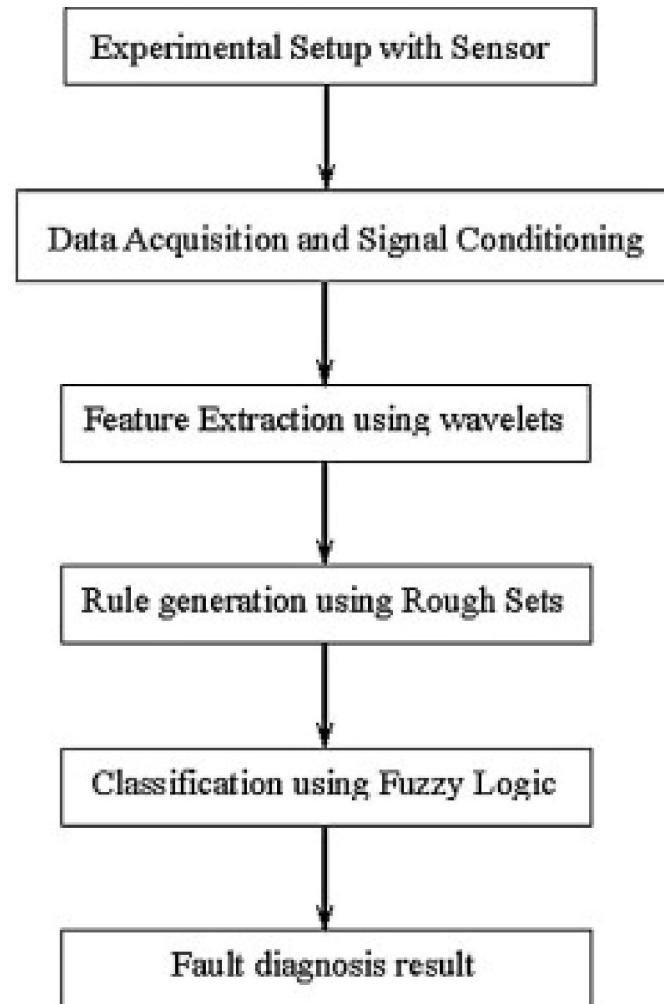 Experimental Setup with Sensor
Data Acquisition and Signal Conditioning
Feature Extraction using wavelets
Rule generation using Rough Sets
Classification using Fuzzy Logic
Fault diagnosis result